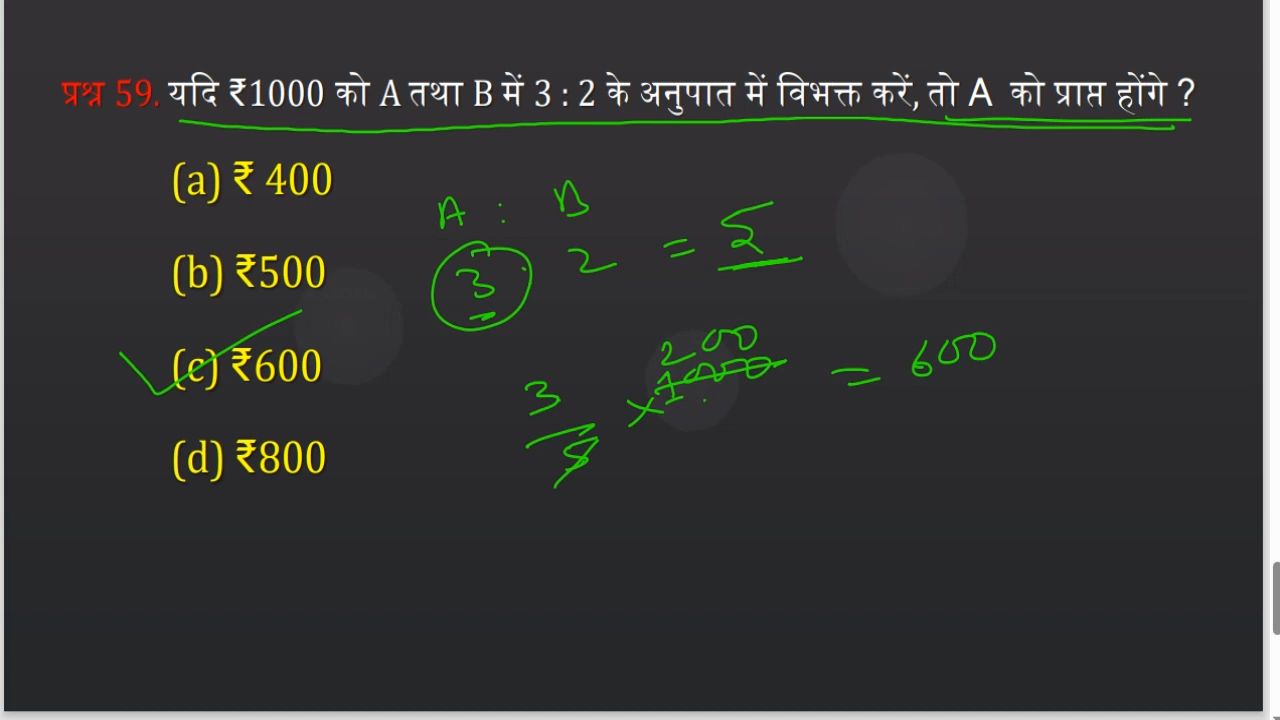 प्रश्न 59. यदि ₹1000 को A तथा B में 3 : 2 के अनुपात में विभक्त करें, तो A को प्राप्त होंगे ?
(a) ₹ 400
A : B
(b) ₹500
3 2 = 5
200
(c) ₹600
3/5 × 1000 = 600
(d) ₹800